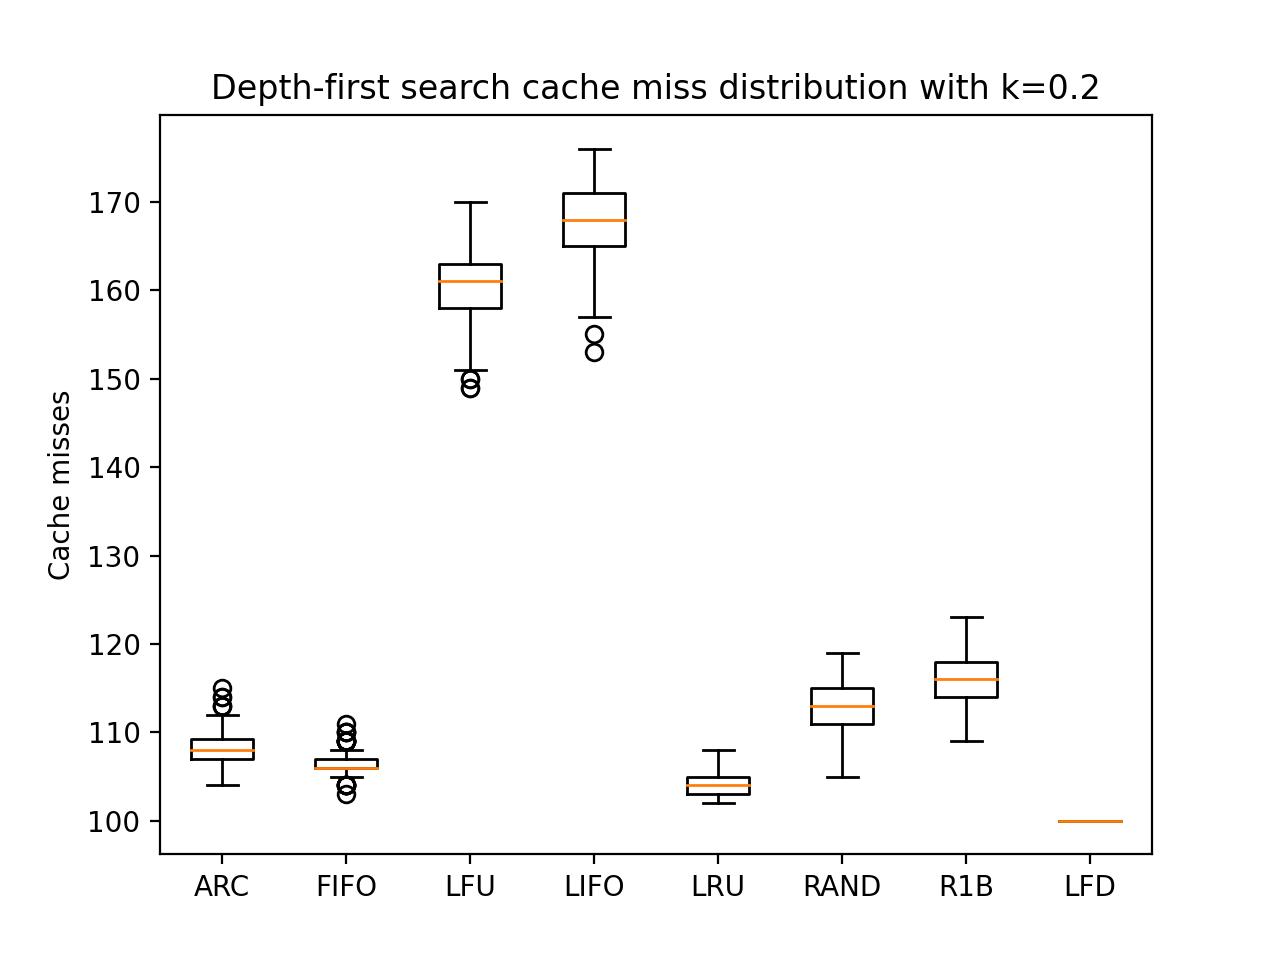 Depth-first search cache miss distribution with k=0.2
Cache misses
170
160
150
140
130
120
110
100
ARC FIFO LFU LIFO LRU RAND R1B LFD